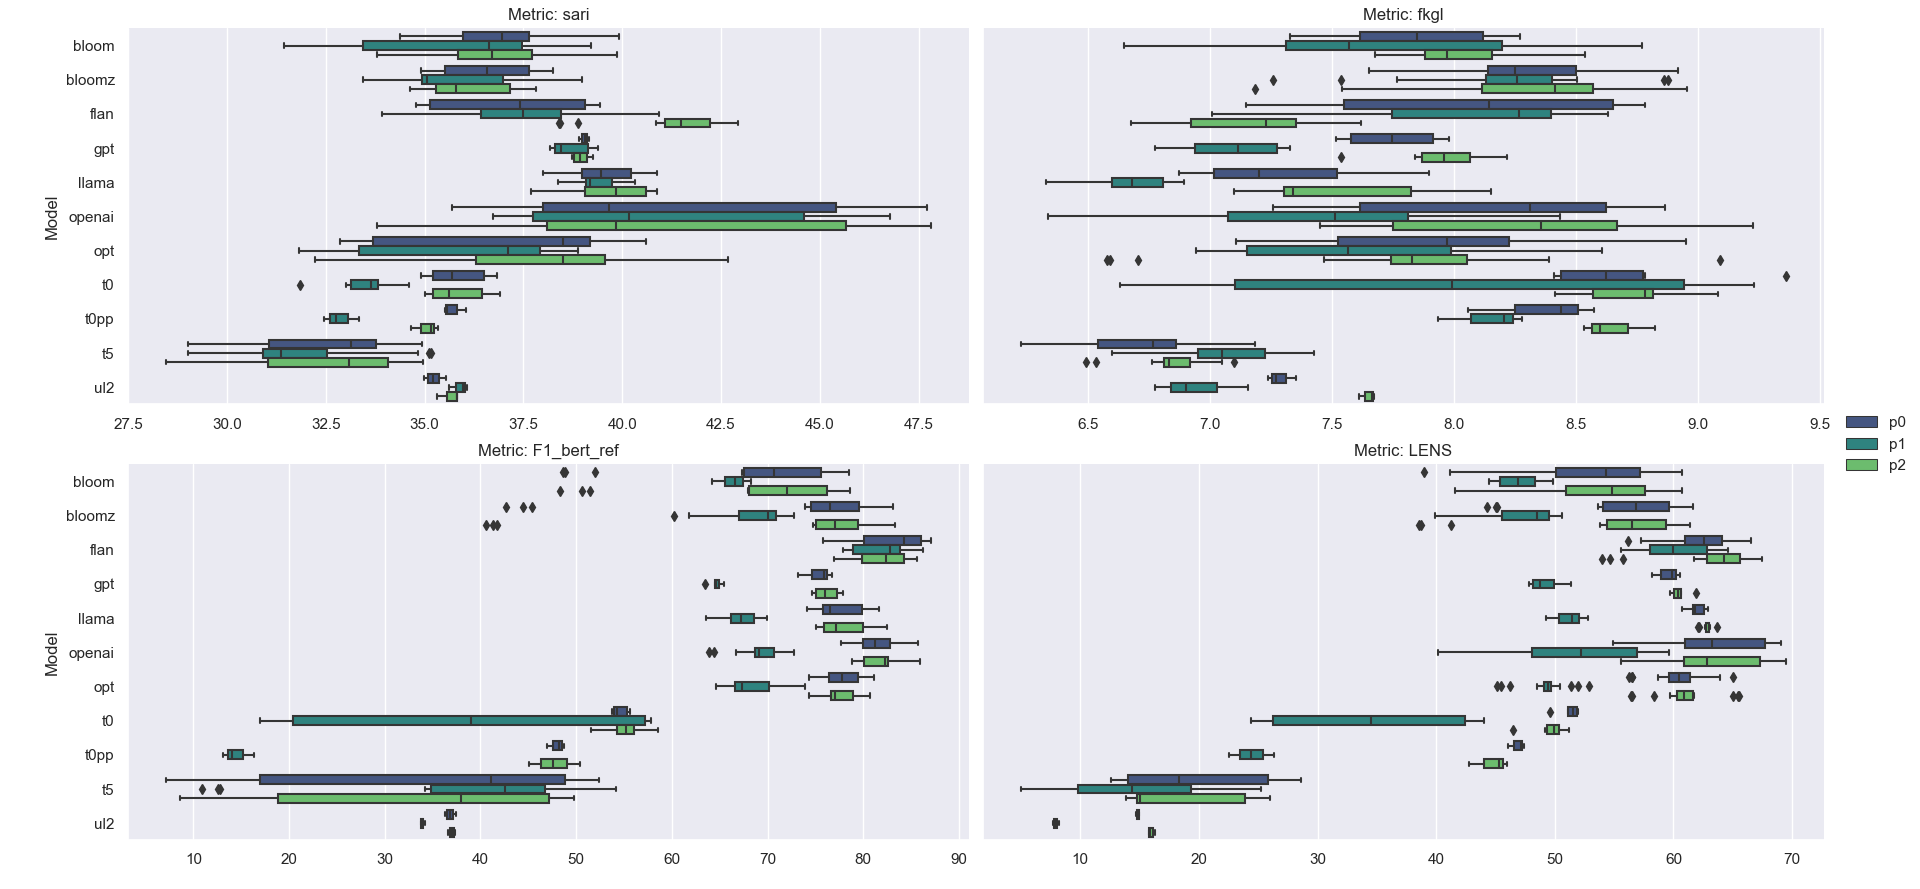 Metric: sari
Model
bloom
bloomz
flan
gpt
llama
openai
opt
t0
t0pp
t5
ul2
27.5 30.0 32.5 35.0 37.5 40.0 42.5 45.0 47.5
Metric: fkgl
6.5 7.0 7.5 8.0 8.5 9.0 9.5
p0
p1
p2
Metric: F1_bert_ref
Model
bloom
bloomz
flan
gpt
llama
openai
opt
t0
t0pp
t5
ul2
10 20 30 40 50 60 70 80 90
Metric: LENS
10 20 30 40 50 60 70